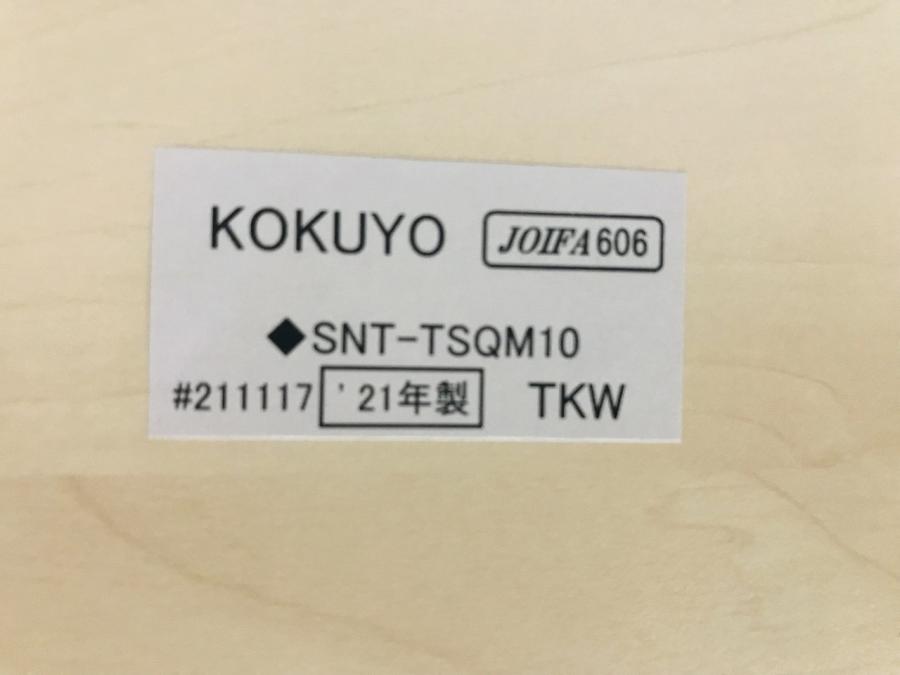 KOKUYO JOIFA606
◆SNT-TSQM10
#211117 '21年製 TKW